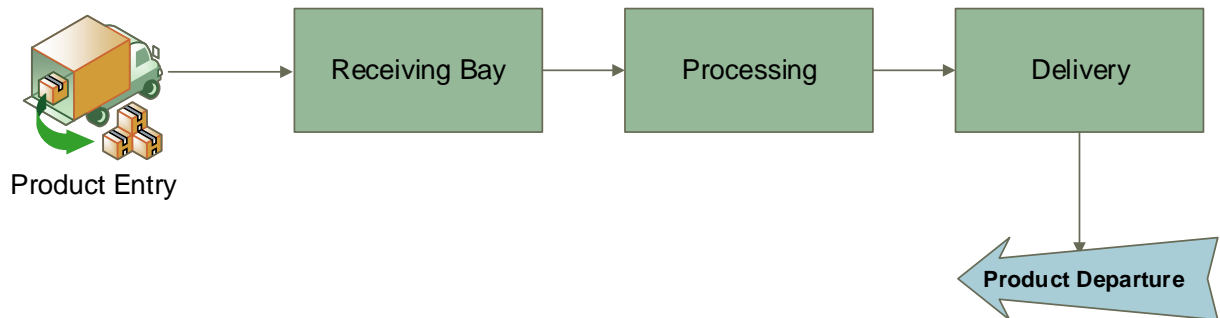 Receiving Bay
Processing
Delivery
Product Entry
Product Departure